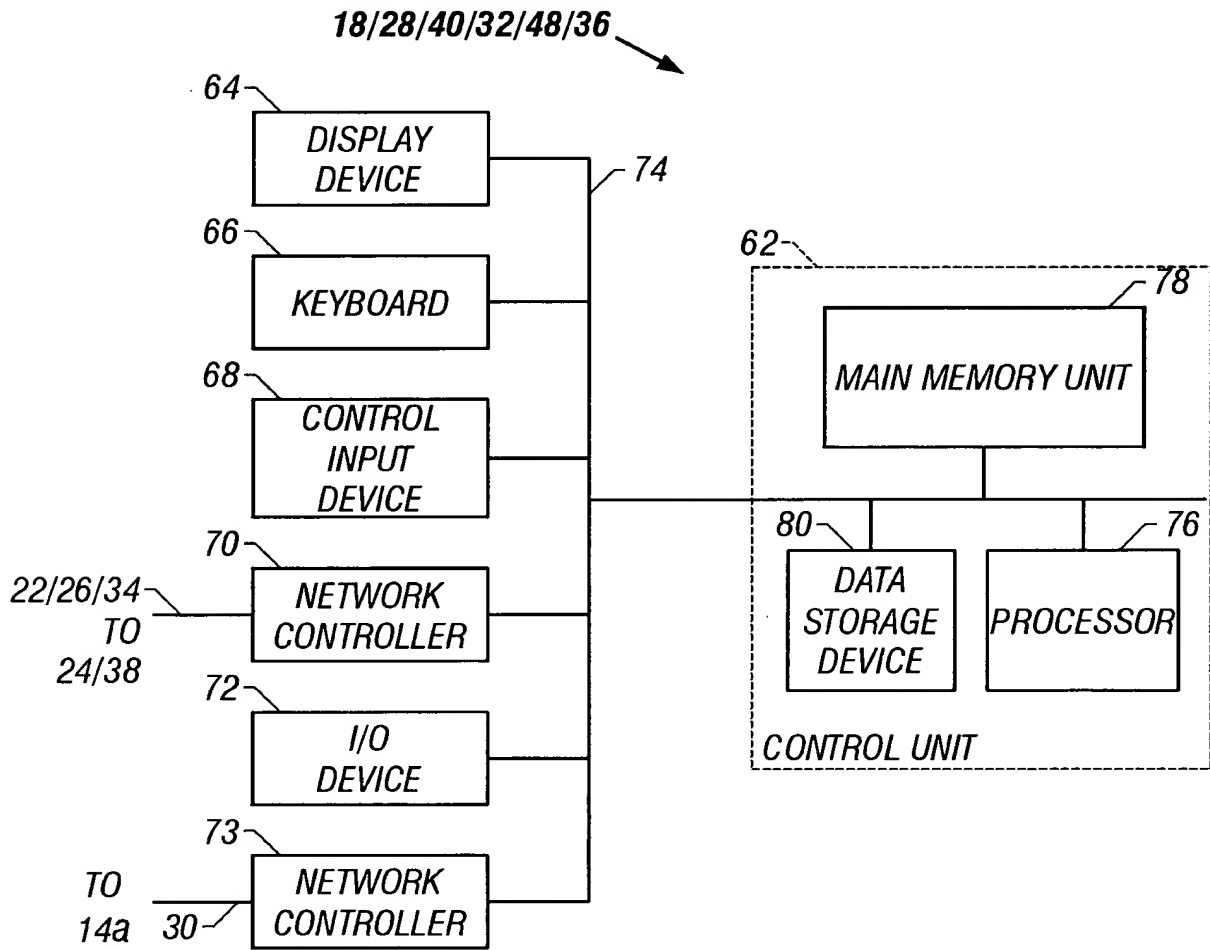 18/28/40/32/48/36
64
DISPLAY
DEVICE
74
66
KEYBOARD
62
78
MAIN MEMORY UNIT
68
CONTROL
INPUT
DEVICE
80
DATA
STORAGE
DEVICE
76
PROCESSOR
CONTROL UNIT
70
NETWORK
CONTROLLER
22/26/34
TO
24/38
72
I/O
DEVICE
73
NETWORK
CONTROLLER
TO
14a
30